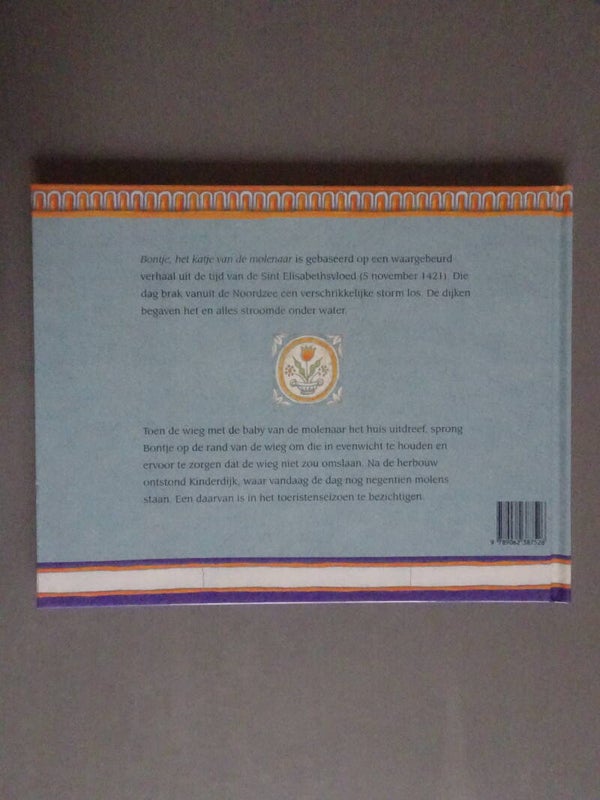 Bontje, het katje van de molenaar is gebaseerd op een waargebeurd
verhaal uit de tijd van de Sint Elisabethsvloed (5 november 1421). Die
dag brak vanuit de Noordzee een verschrikkelijke storm los. De dijken
begaven het en alles stroomde onder water.
Toen de wieg met de baby van de molenaar het huis uitdreef, sprong
Bontje op de rand van de wieg om die in evenwicht te houden en
ervoor te zorgen dat de wieg niet zou omslaan. Na de herbouw
ontstond Kinderdijk, waar vandaag de dag nog negentien molens
staan. Een daarvan is in het toeristenseizoen te bezichtigen.
9 789062 387526